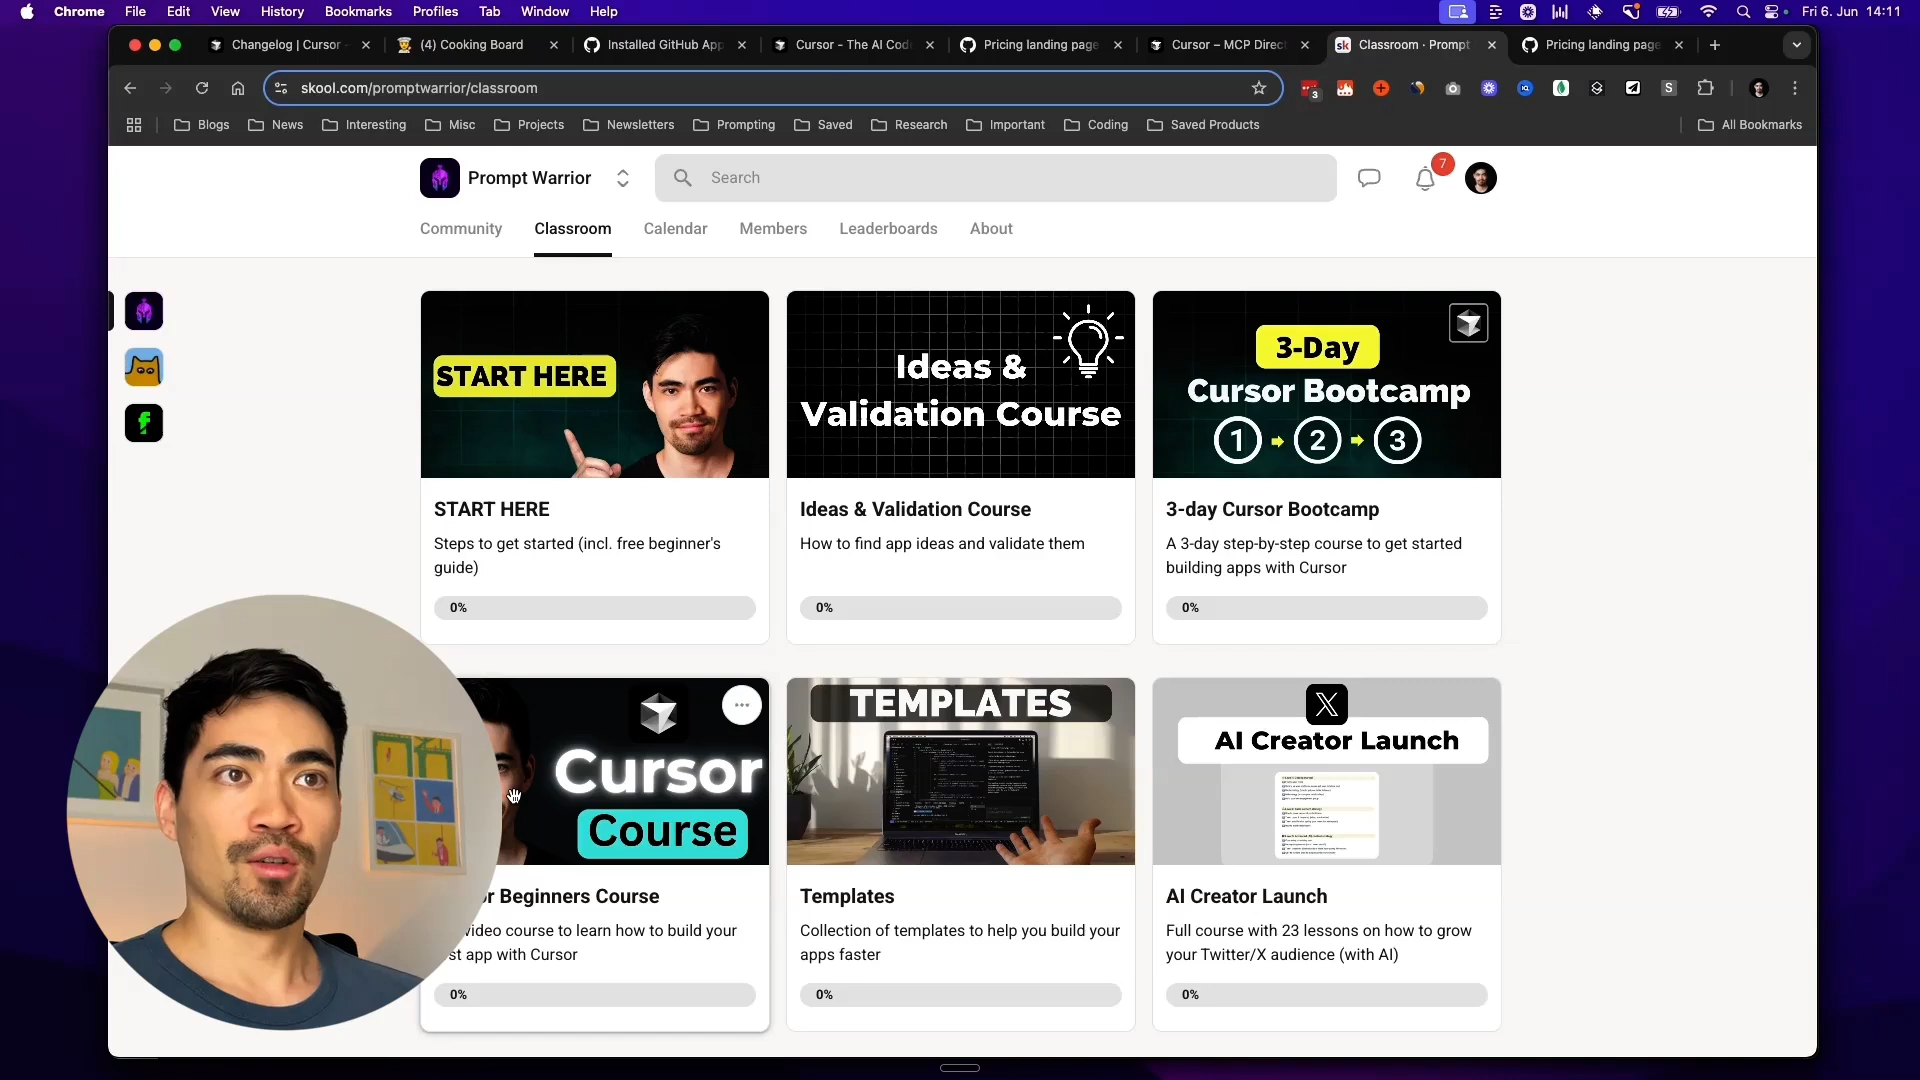 Chrome File Edit View History Bookmarks Profiles Tab Window Help Fri 6. Jun 14:11
Changelog | Cursor - (4) Cooking Board Installed GitHub App Cursor - The AI Code Pricing landing page Cursor – MCP Direc Classroom · Prompt Pricing landing page
skool.com/promptwarrior/classroom 3
Blogs News Interesting Misc Projects Newsletters Prompting Saved Research Important Coding Saved Products All Bookmarks
Prompt Warrior Search 7
Community Classroom Calendar Members Leaderboards About
START HERE
Ideas &
Validation Course
3-Day
Cursor Bootcamp
1 2 3
START HERE
Steps to get started (incl. free beginner's
guide)
0%
Ideas & Validation Course
How to find app ideas and validate them
0%
3-day Cursor Bootcamp
A 3-day step-by-step course to get started
building apps with Cursor
0%
Cursor
Course
TEMPLATES
AI Creator Launch
Beginners Course
video course to learn how to build your
app with Cursor
0%
Templates
Collection of templates to help you build your
apps faster
0%
AI Creator Launch
Full course with 23 lessons on how to grow
your Twitter/X audience (with AI)
0%